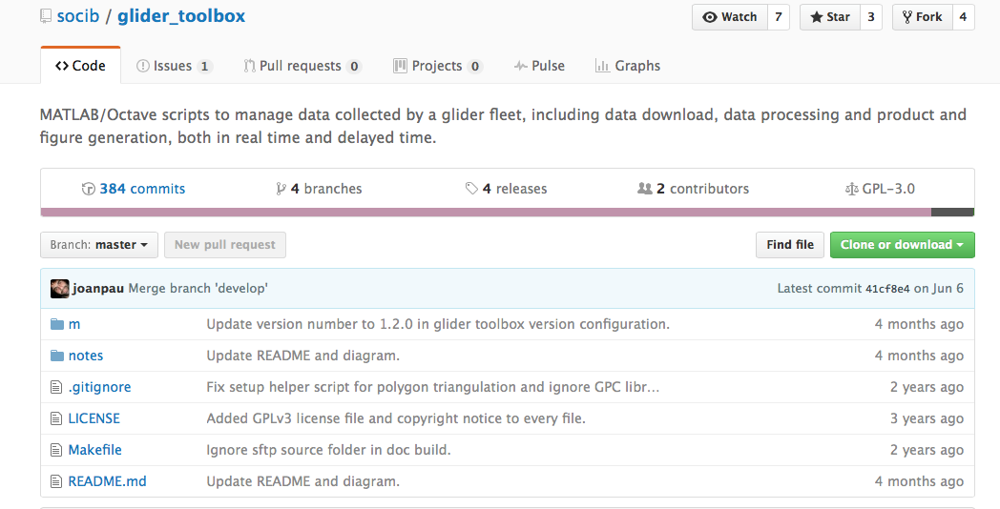 socib / glider_toolbox Watch 7 Star 3 Fork 4
Code Issues 1 Pull requests 0 Projects 0 Pulse Graphs
MATLAB/Octave scripts to manage data collected by a glider fleet, including data download, data processing and product and
figure generation, both in real time and delayed time.
384 commits 4 branches 4 releases 2 contributors GPL-3.0
Branch: master New pull request Find file Clone or download
joanpau Merge branch 'develop' Latest commit 41cf8e4 on Jun 6
m Update version number to 1.2.0 in glider toolbox version configuration. 4 months ago
notes Update README and diagram. 4 months ago
.gitignore Fix setup helper script for polygon triangulation and ignore GPC libr… 2 years ago
LICENSE Added GPLv3 license file and copyright notice to every file. 3 years ago
Makefile Ignore sftp source folder in doc build. 2 years ago
README.md Update README and diagram. 4 months ago